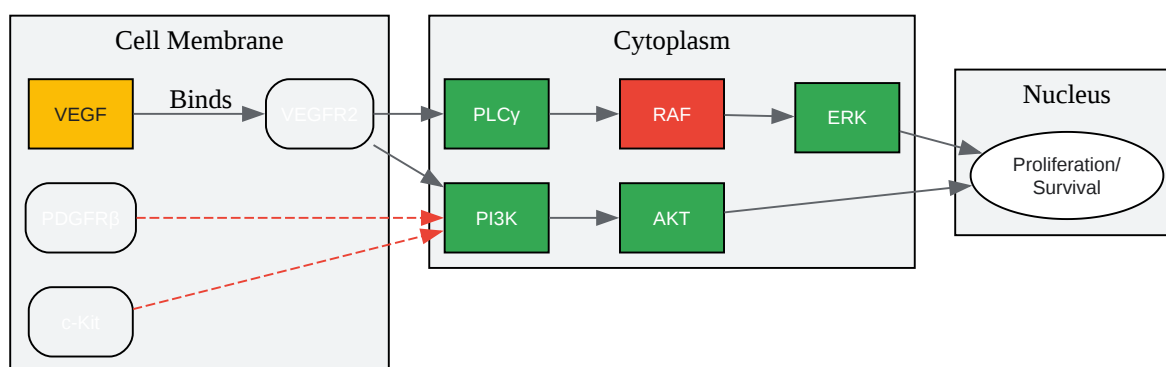 Cell Membrane
VEGF
Binds
VEGFR2
PDGFRβ
c-Kit
Cytoplasm
PLCγ
RAF
ERK
PI3K
AKT
Nucleus
Proliferation/
Survival